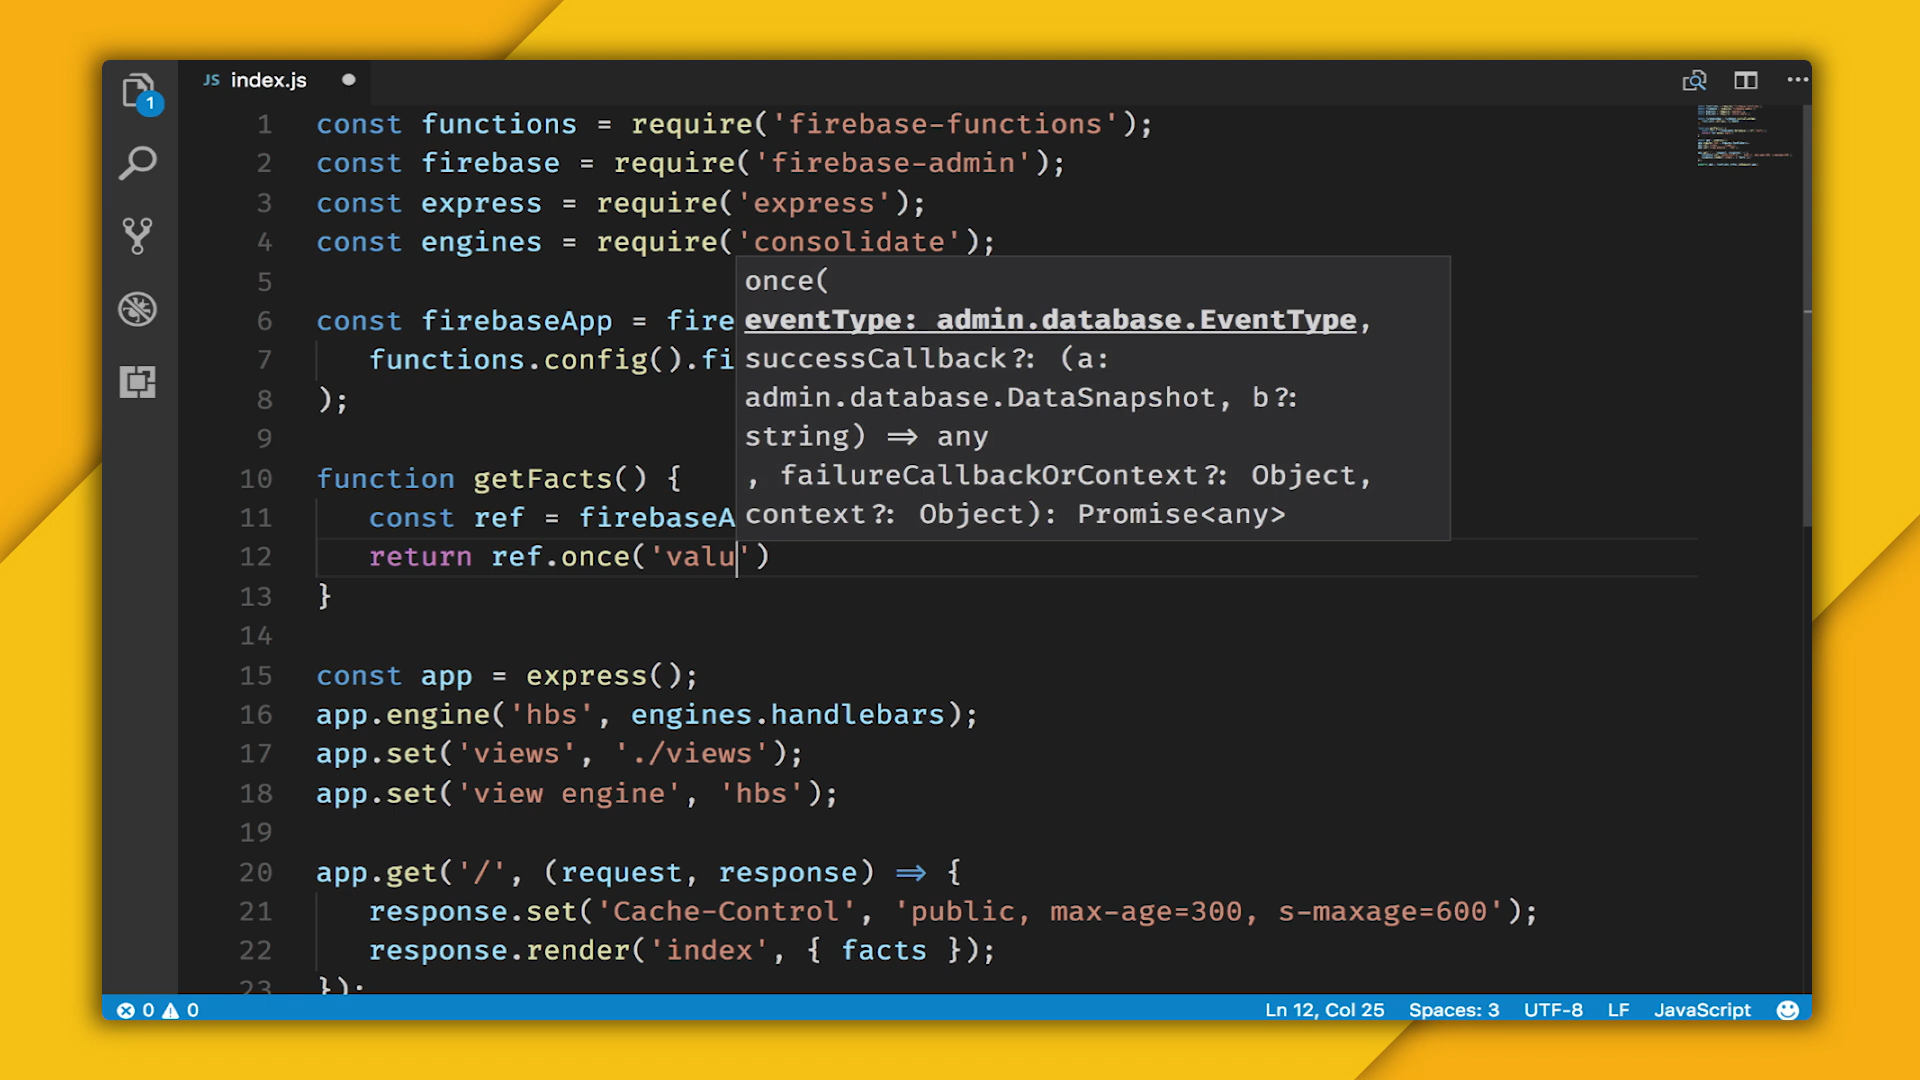 JS index.js
1
1 const functions = require('firebase-functions');
2 const firebase = require('firebase-admin');
3 const express = require('express');
4 const engines = require('consolidate');
5
6 const firebaseApp = fire
7 functions.config().fi
8 );
9
10 function getFacts() {
11 const ref = firebaseA
12 return ref.once('valu')
13 }
14
15 const app = express();
16 app.engine('hbs', engines.handlebars);
17 app.set('views', './views');
18 app.set('view engine', 'hbs');
19
20 app.get('/', (request, response) => {
21 response.set('Cache-Control', 'public, max-age=300, s-maxage=600');
22 response.render('index', { facts });
23 });
once(
eventType: admin.database.EventType,
successCallback?: (a:
admin.database.DataSnapshot, b?:
string) => any
, failureCallbackOrContext?: Object,
context?: Object): Promise<any>
0 0 Ln 12, Col 25 Spaces: 3 UTF-8 LF JavaScript